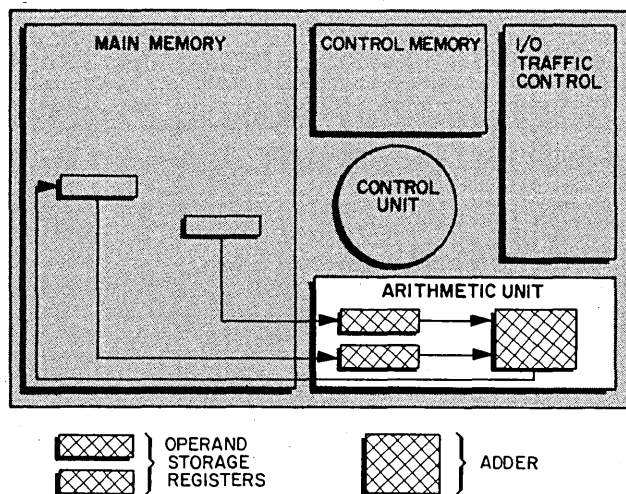 MAIN MEMORY
CONTROL MEMORY
I/O
TRAFFIC
CONTROL
CONTROL
UNIT
ARITHMETIC UNIT
OPERAND
STORAGE
REGISTERS
ADDER